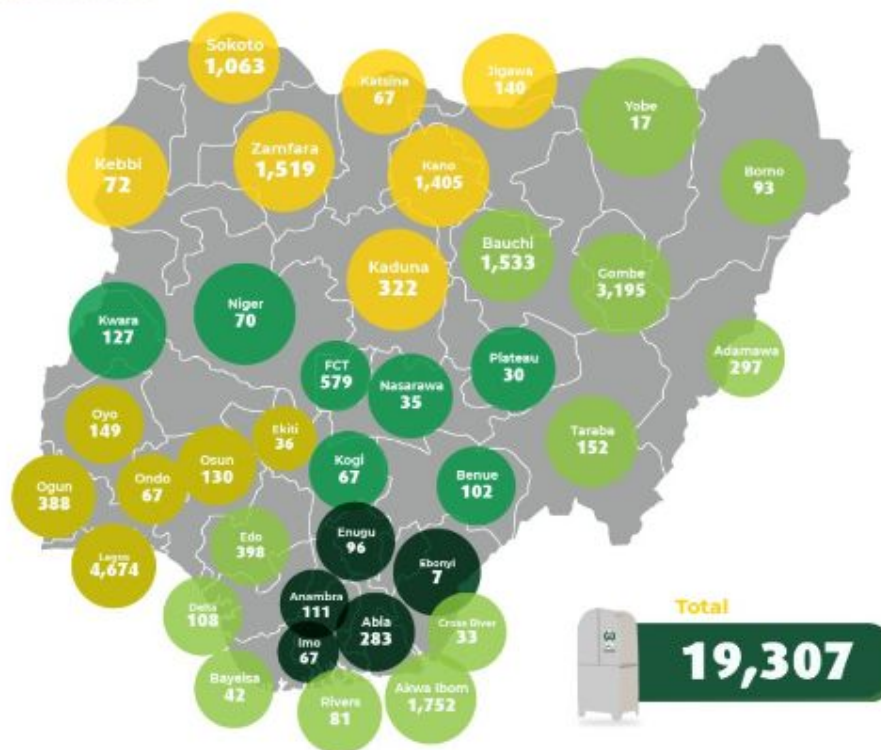 Sokoto
1,063
Katsina
67
Jigawa
140
Yobe
17
Kebbi
72
Zamfara
1,519
Kano
1,405
Borno
93
Bauchi
1,533
Kaduna
322
Gombe
3,195
Niger
70
Kwara
127
FCT
579
Nasarawa
35
Plateau
30
Adamawa
297
Oyo
149
Ekiti
36
Taraba
152
Osun
130
Kogi
67
Benue
102
Ogun
388
Ondo
67
Edo
398
Enugu
96
Ebonyi
7
Lagos
4,674
Delta
108
Anambra
111
Abia
283
Imo
67
Cross River
33
Bayelsa
42
Rivers
81
Akwa Ibom
1,752
Total
19,307